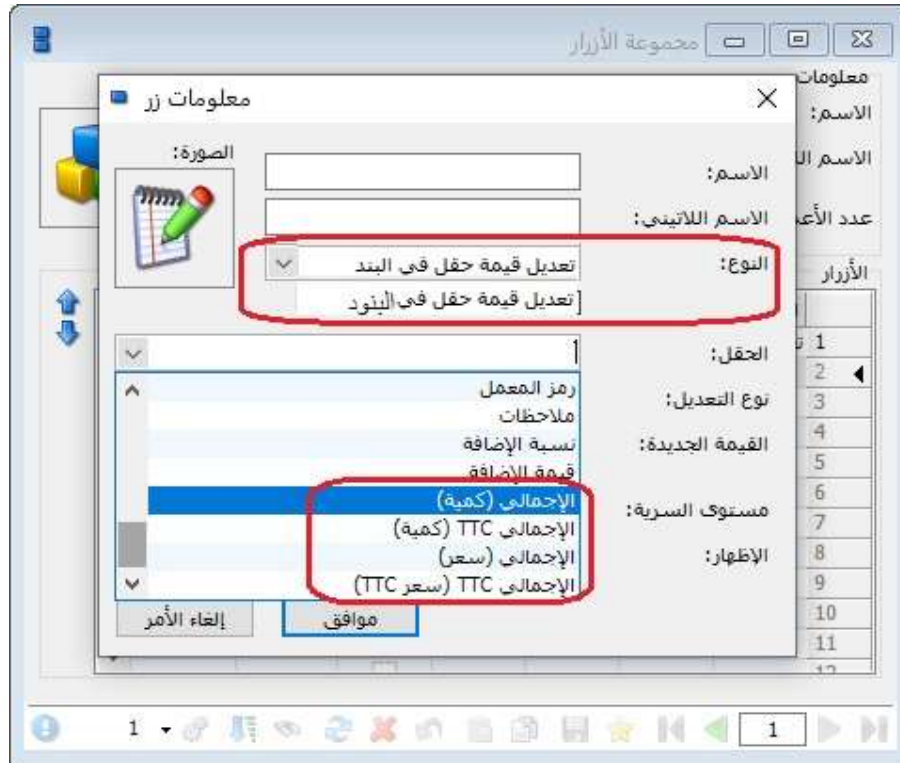 مجموعة الأزرار
معلومات
معلومات زر
الاسم:
الصورة:
الاسم:
الاسم اللاتيني:
عدد الأعد
النوع:
تعديل قيمة حقل في البند
تعديل قيمة حقل في البنود
الأزرار
الحقل:
1
2
رمز المعمل
نوع التعديل:
3
ملاحظات
4
نسبة الإضافة
القيمة الجديدة:
5
قيمة الإضافة
6
الإجمالي (كمية)
مستوى السرية:
7
الإجمالي TTC (كمية)
8
الإجمالي (سعر)
الإظهار:
9
الإجمالي TTC (سعر TTC)
10
موافق
إلغاء الأمر
11
12
1
1